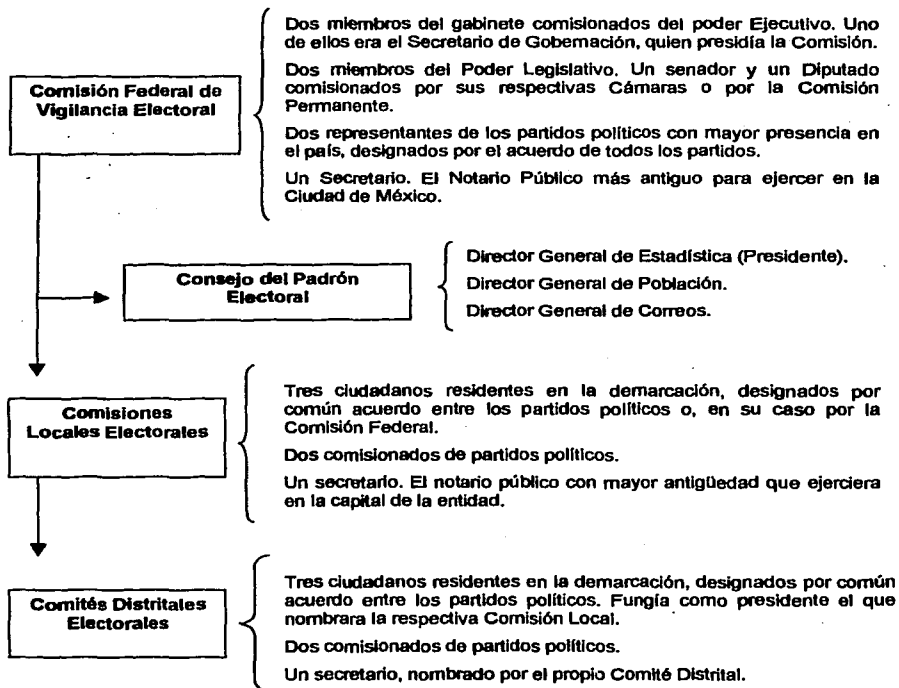 Comisión Federal de
Vigilancia Electoral
Dos miembros del gabinete comisionados del poder Ejecutivo. Uno
de ellos era el Secretario de Gobernación, quien presidía la Comisión.
Dos miembros del Poder Legislativo. Un senador y un Diputado
comisionados por sus respectivas Cámaras o por la Comisión
Permanente.
Dos representantes de los partidos políticos con mayor presencia en
el país, designados por el acuerdo de todos los partidos.
Un Secretario. El Notario Público más antiguo para ejercer en la
Ciudad de México.
Consejo del Padrón
Electoral
Director General de Estadística (Presidente).
Director General de Población.
Director General de Correos.
Comisiones
Locales Electorales
Tres ciudadanos residentes en la demarcación, designados por
común acuerdo entre los partidos políticos o, en su caso por la
Comisión Federal.
Dos comisionados de partidos políticos.
Un secretario. El notario público con mayor antigüedad que ejerciera
en la capital de la entidad.
Comités Distritales
Electorales
Tres ciudadanos residentes en la demarcación, designados por común
acuerdo entre los partidos políticos. Fungía como presidente el que
nombrara la respectiva Comisión Local.
Dos comisionados de partidos políticos.
Un secretario, nombrado por el propio Comité Distrital.